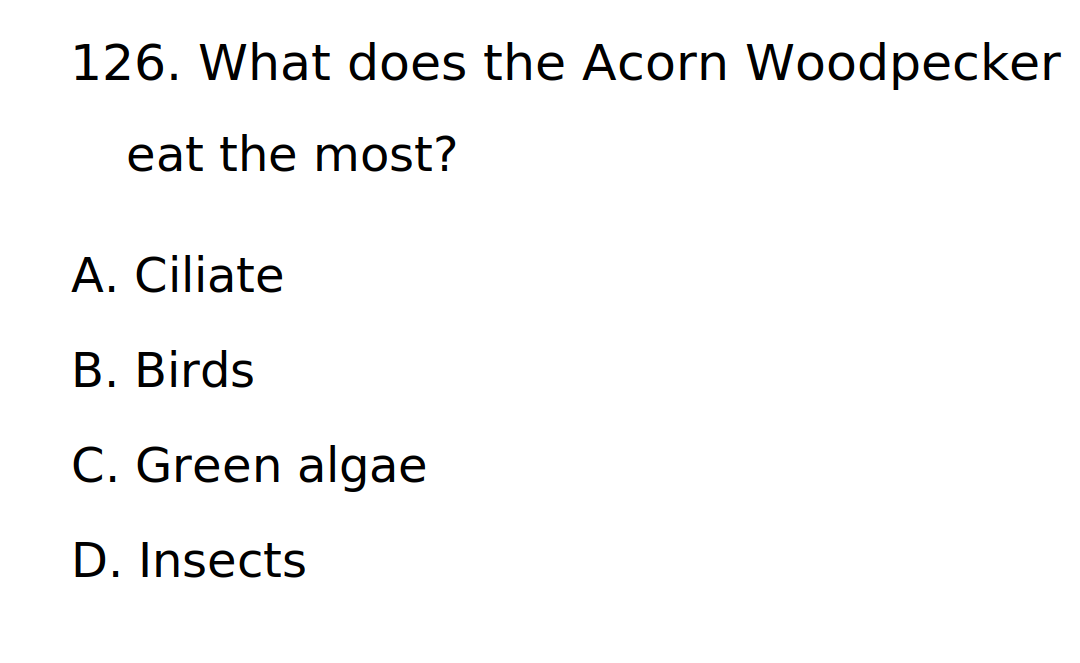 126. What does the Acorn Woodpecker
eat the most?
A. Ciliate
B. Birds
C. Green algae
D. Insects